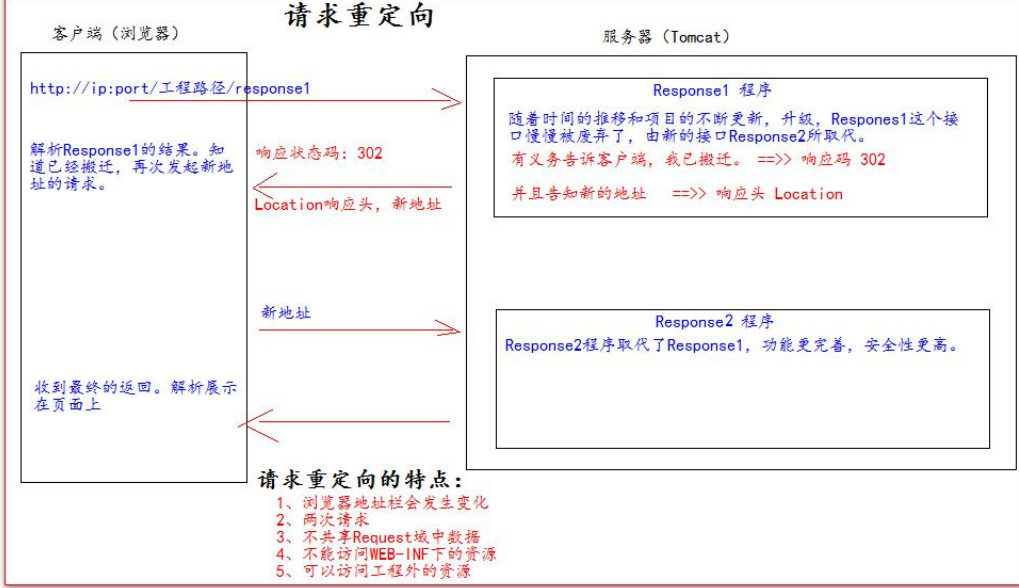 请求重定向
客户端（浏览器）
服务器（Tomcat）
http://ip:port/工程路径/response1
Response1 程序
随着时间的推移和项目的不断更新，升级，Respones1这个接
口慢慢被废弃了，由新的接口Response2所取代。
有义务告诉客户端，我已搬迁。 ==>> 响应码 302
并且告知新的地址 ==>> 响应头 Location
解析Response1的结果。知
道已经搬迁，再次发起新地
址的请求。
响应状态码：302
Location响应头，新地址
新地址
Response2 程序
Response2程序取代了Response1，功能更完善，安全性更高。
收到最终的返回。解析展示
在页面上
请求重定向的特点：
1、浏览器地址栏会发生变化
2、两次请求
3、不共享Request域中数据
4、不能访问WEB-INF下的资源
5、可以访问工程外的资源